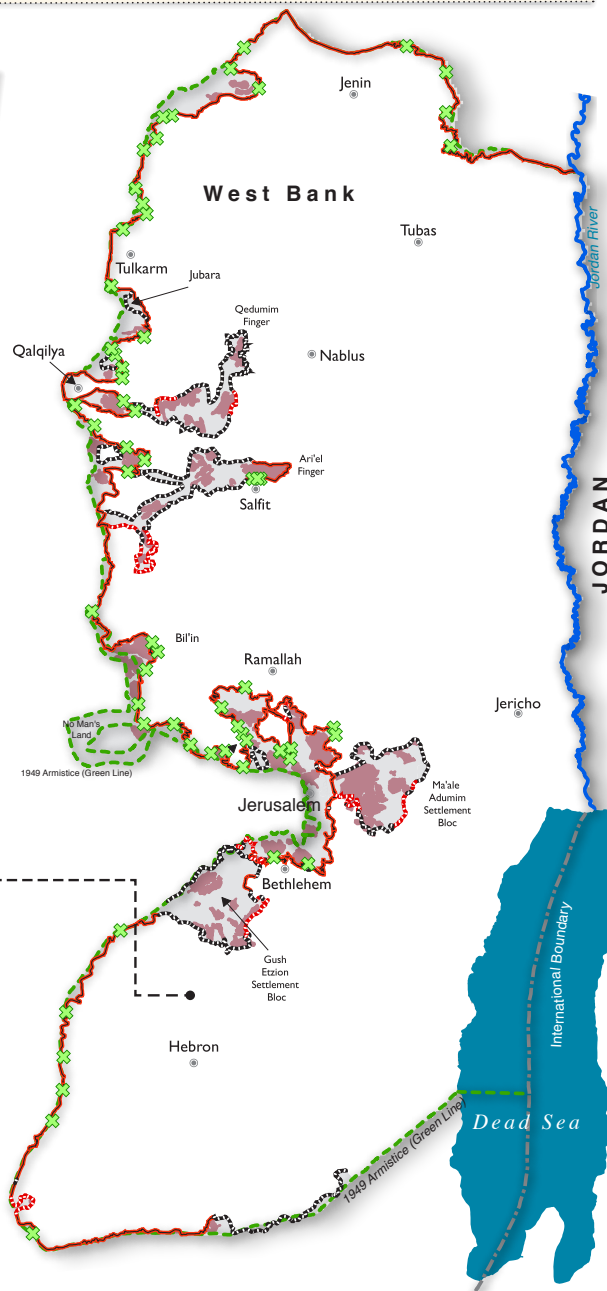 Jenin
West Bank
Jordan River
Tubas
Tulkarm
Jubara
Qedumim
Finger
Qalqilya
Nablus
Ari'el
Finger
Salfit
JORDAN
Bil'in
Ramallah
Jericho
No Man's
Land
1949 Armistice (Green Line)
Ma'ale
Adumim
Settlement
Bloc
Jerusalem
Bethlehem
International Boundary
Gush
Etzion
Settlement
Bloc
Hebron
1949 Armistice (Green Line)
Dead Sea